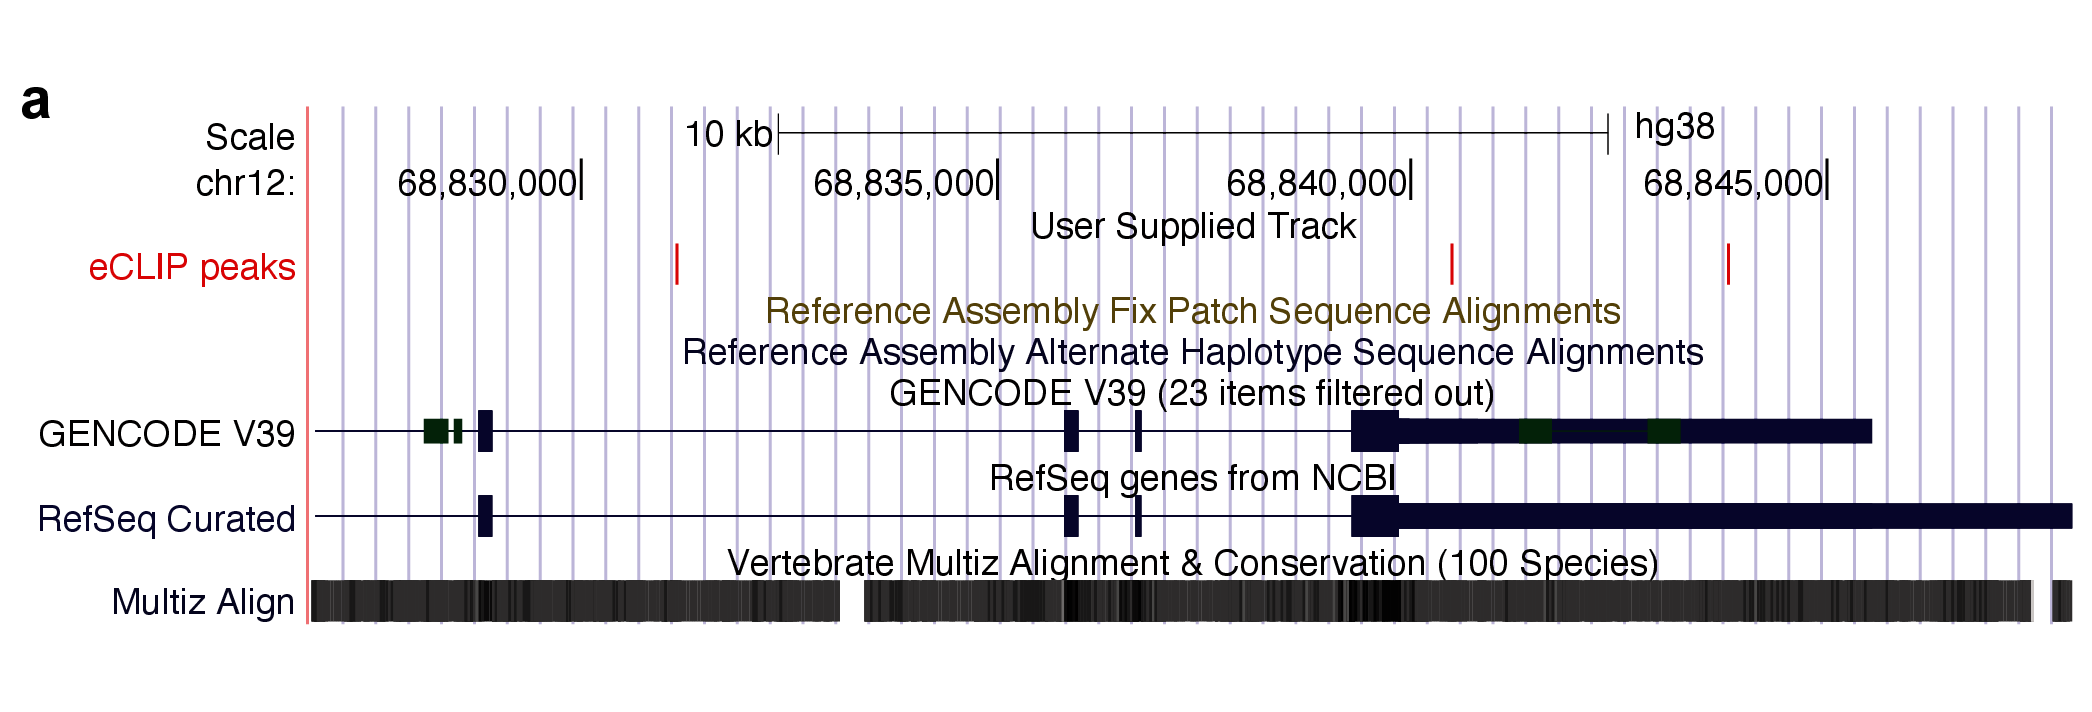 a
Scale 10 kb hg38
chr12: 68,830,000 68,835,000 68,840,000 68,845,000
User Supplied Track
eCLIP peaks
Reference Assembly Fix Patch Sequence Alignments
Reference Assembly Alternate Haplotype Sequence Alignments
GENCODE V39 (23 items filtered out)
GENCODE V39
RefSeq genes from NCBI
RefSeq Curated
Vertebrate Multiz Alignment & Conservation (100 Species)
Multiz Align